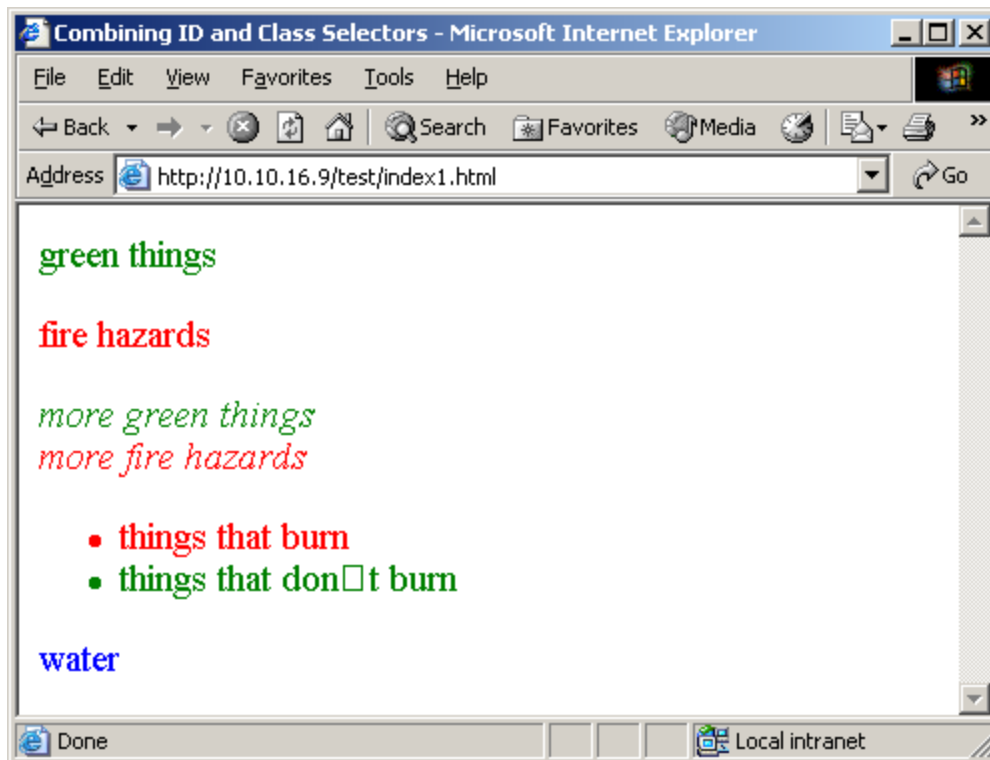 Combining ID and Class Selectors - Microsoft Internet Explorer
File Edit View Favorites Tools Help
Back Search Favorites Media »
Address http://10.10.16.9/test/index1.html Go
green things
fire hazards
more green things
more fire hazards
• things that burn
• things that don□t burn
water
Done Local intranet